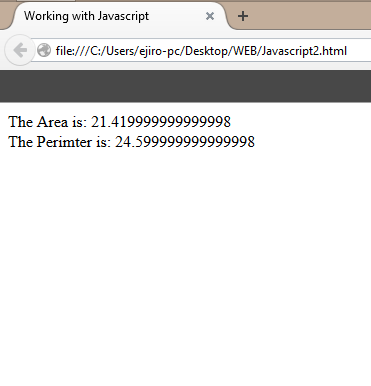 Working with Javascript
file:///C:/Users/ejiro-pc/Desktop/WEB/Javascript2.html
The Area is: 21.419999999999998
The Perimter is: 24.599999999999998